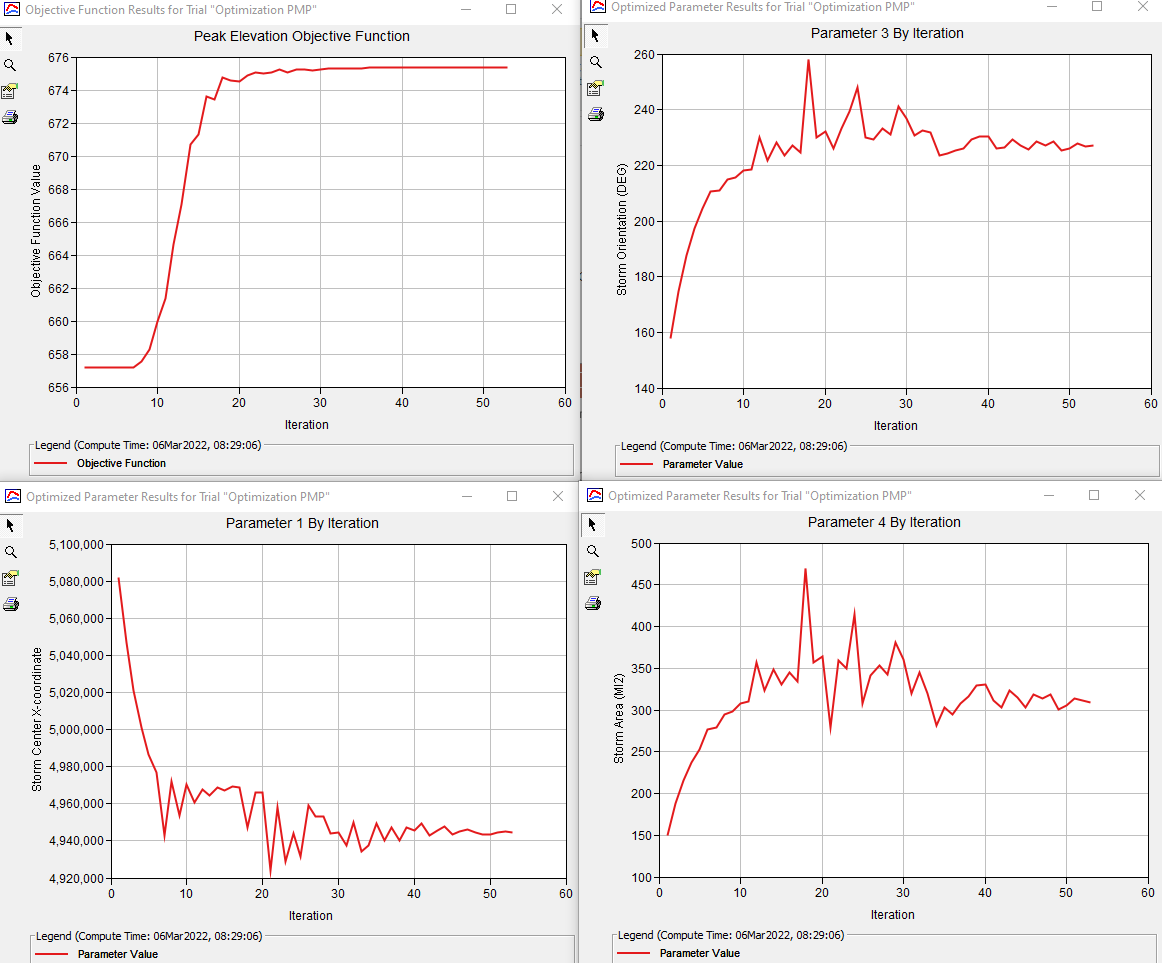 Objective Function Results for Trial "Optimization PMP"
Peak Elevation Objective Function
Objective Function Value
676
674
672
670
668
666
664
662
660
658
656
0 10 20 30 40 50 60
Iteration
Legend (Compute Time: 06Mar2022, 08:29:06)
Objective Function
Optimized Parameter Results for Trial "Optimization PMP"
Parameter 3 By Iteration
Storm Orientation (DEG)
260
240
220
200
180
160
140
0 10 20 30 40 50 60
Iteration
Legend (Compute Time: 06Mar2022, 08:29:06)
Parameter Value
Optimized Parameter Results for Trial "Optimization PMP"
Parameter 1 By Iteration
Storm Center X-coordinate
5,100,000
5,080,000
5,060,000
5,040,000
5,020,000
5,000,000
4,980,000
4,960,000
4,940,000
4,920,000
0 10 20 30 40 50 60
Iteration
Legend (Compute Time: 06Mar2022, 08:29:06)
Parameter Value
Optimized Parameter Results for Trial "Optimization PMP"
Parameter 4 By Iteration
Storm Area (MI2)
500
450
400
350
300
250
200
150
100
0 10 20 30 40 50 60
Iteration
Legend (Compute Time: 06Mar2022, 08:29:06)
Parameter Value